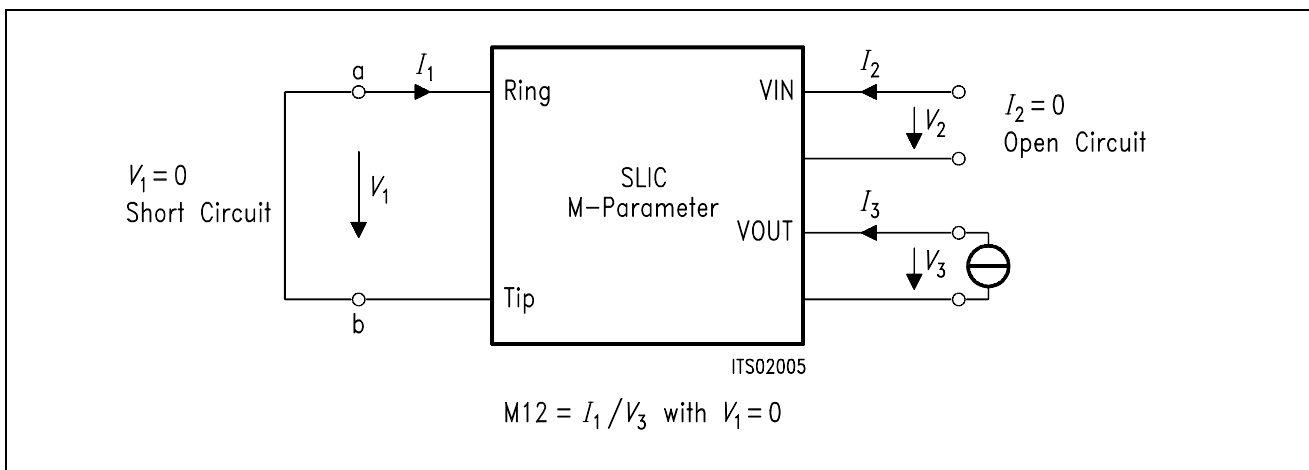 a
I1
Ring
V1=0
Short Circuit
V1
Tip
b
SLIC
M-Parameter
VIN
I2
V2
I2=0
Open Circuit
VOUT
I3
V3
ITS02005
M12 = I1/V3 with V1=0